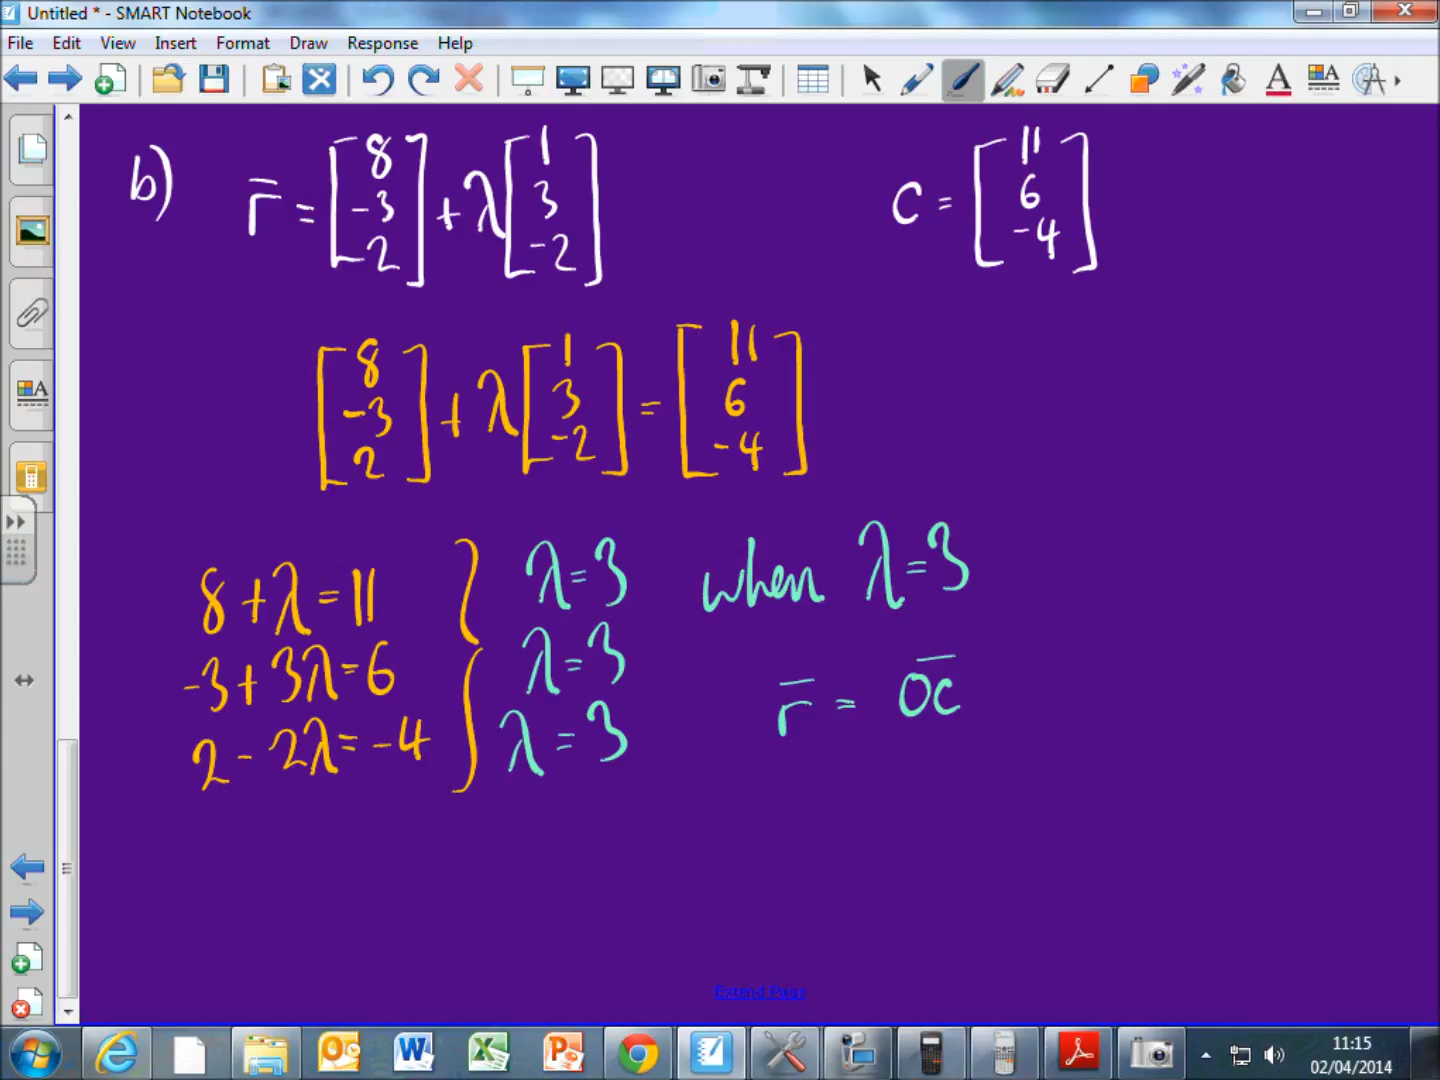 Untitled * - SMART Notebook
File Edit View Insert Format Draw Response Help
b) r̅ = [8 -3 2] + λ [1 3 -2]
C = [11 6 -4]
[8 -3 2] + λ [1 3 -2] = [11 6 -4]
8 + λ = 11 } λ = 3 when λ = 3
-3 + 3λ = 6 λ = 3
r̅ = O̅C̅
2 - 2λ = -4 λ = 3
Extend Page
11:15
02/04/2014